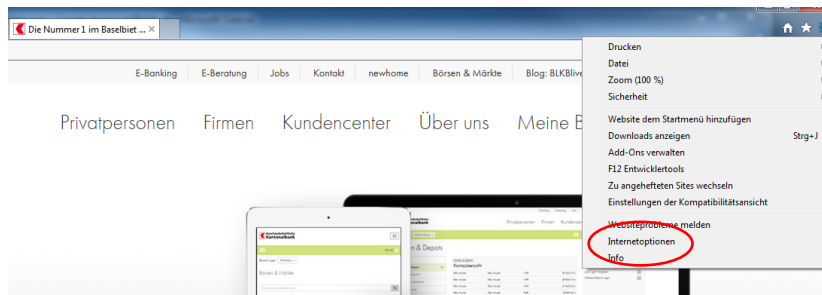 Die Nummer 1 im Baselbiet ...
E-Banking E-Beratung Jobs Kontakt newhome Börsen & Märkte Blog: BLKBlive
Privatpersonen Firmen Kundencenter Über uns Meine B
Drucken
Datei
Zoom (100 %)
Sicherheit
Website dem Startmenü hinzufügen
Downloads anzeigen Strg+J
Add-Ons verwalten
F12 Entwicklertools
Zu angehefteten Sites wechseln
Einstellungen der Kompatibilitätsansicht
Websiteprobleme melden
Internetoptionen
Info
Kantonalbank
Börsen & Märkte
Privatpersonen Firmen Kundencenter
n & Depots
Kontoübersicht